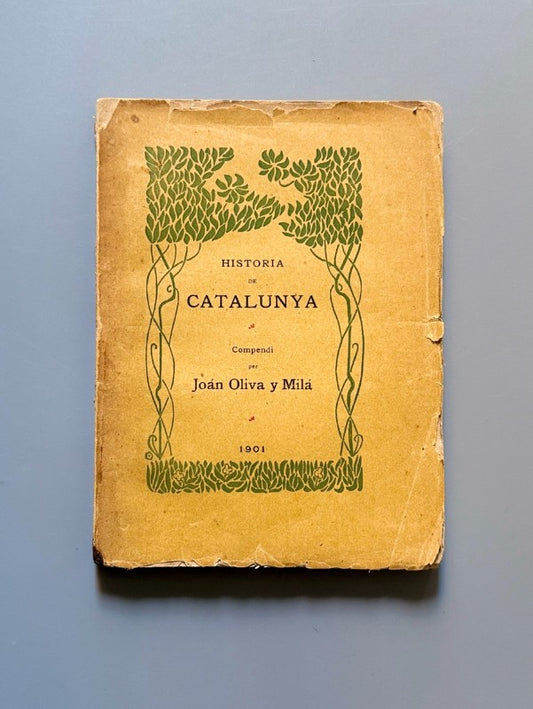 HISTORIA
DE
CATALUNYA
Compendi
per
Joán Oliva y Milá
1901